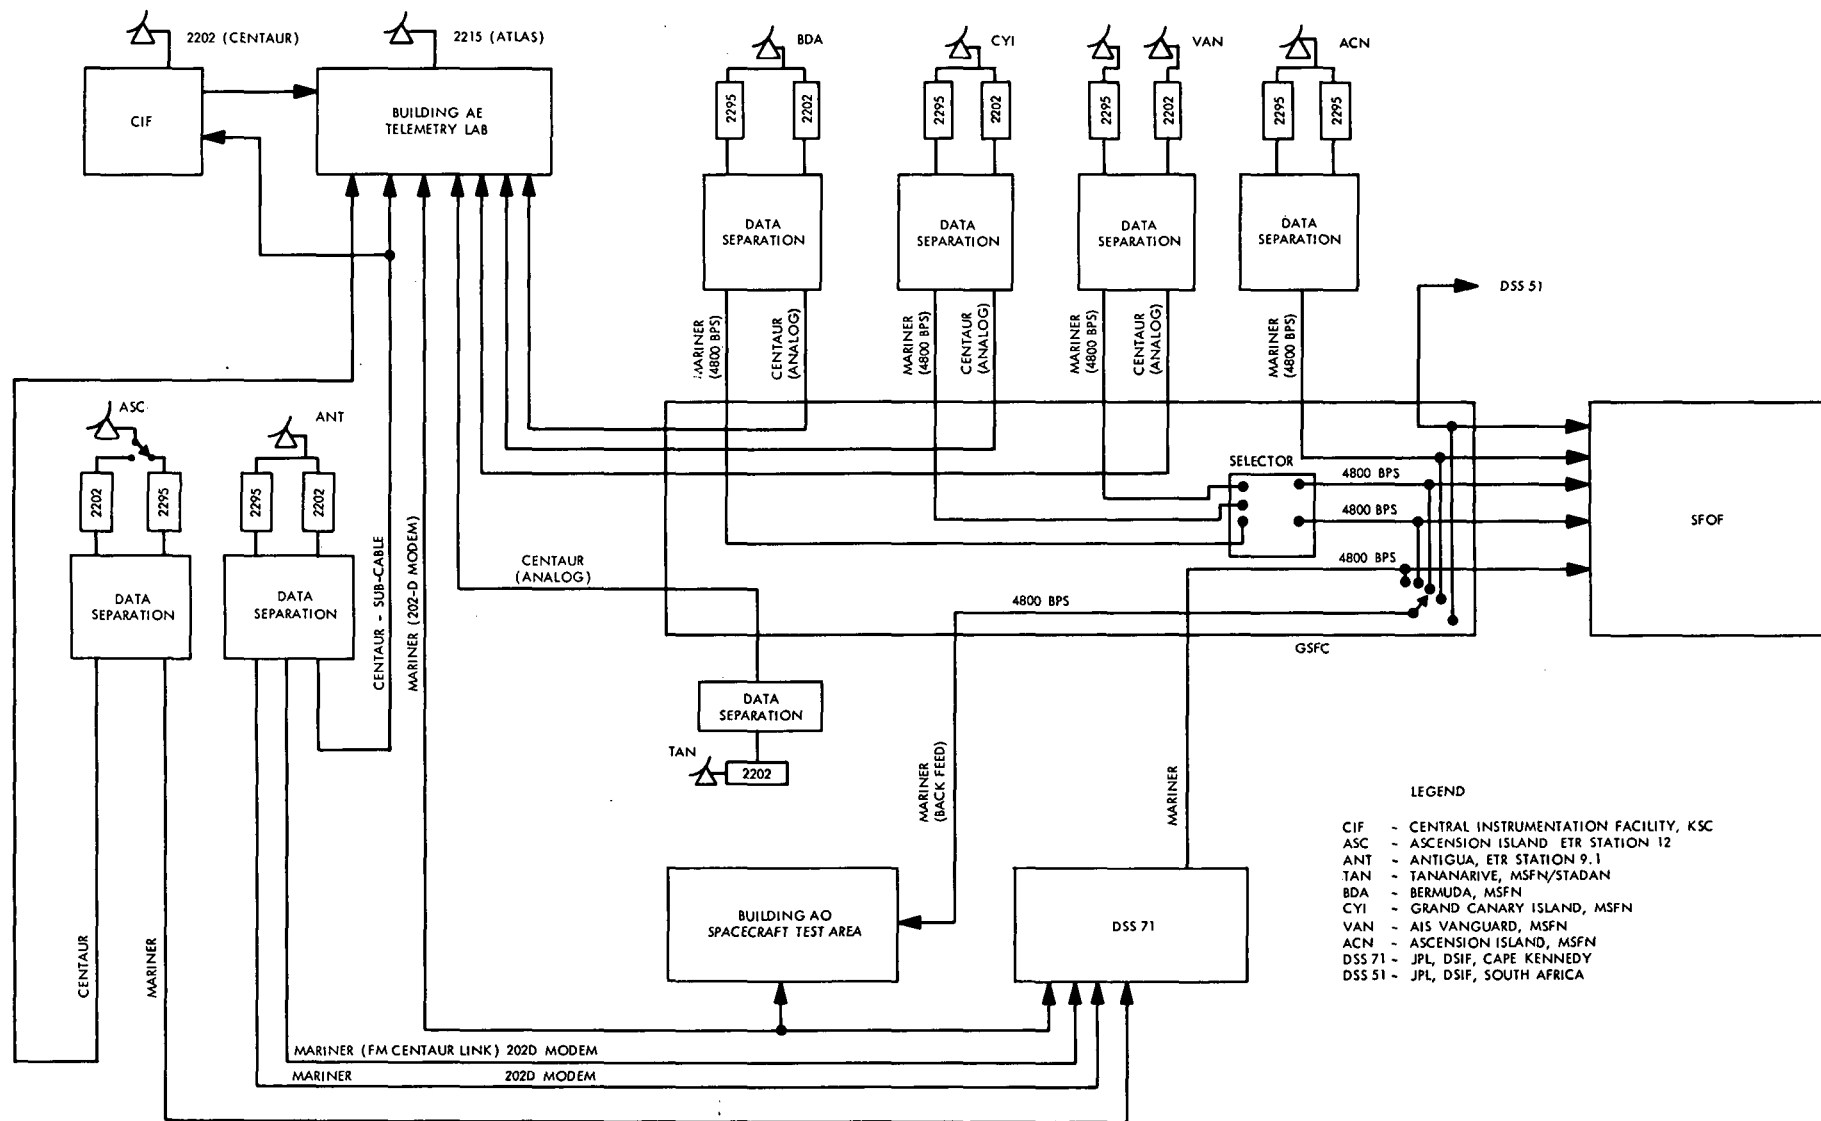 2202 (CENTAUR)
2215 (ATLAS)
BDA
CYI
VAN
ACN
CIF
BUILDING AE
TELEMETRY LAB
2295
2202
2295
2202
2295
2202
2295
2295
DATA
SEPARATION
DATA
SEPARATION
DATA
SEPARATION
DATA
SEPARATION
DSS 51
MARINER
(4800 BPS)
CENTAUR
(ANALOG)
MARINER
(4800 BPS)
CENTAUR
(ANALOG)
MARINER
(4800 BPS)
CENTAUR
(ANALOG)
MARINER
(4800 BPS)
ASC
ANT
2202
2295
2295
2202
SELECTOR
4800 BPS
4800 BPS
4800 BPS
4800 BPS
SFOF
GSFC
DATA
SEPARATION
DATA
SEPARATION
CENTAUR - SUB-CABLE
MARINER (202-D MODEM)
CENTAUR
(ANALOG)
DATA
SEPARATION
TAN
2202
MARINER
(BACK FEED)
MARINER
CENTAUR
MARINER
BUILDING AO
SPACECRAFT TEST AREA
DSS 71
MARINER (FM CENTAUR LINK) 202D MODEM
MARINER 202D MODEM
LEGEND
CIF - CENTRAL INSTRUMENTATION FACILITY, KSC
ASC - ASCENSION ISLAND ETR STATION 12
ANT - ANTIGUA, ETR STATION 9.1
TAN - TANANARIVE, MSFN/STADAN
BDA - BERMUDA, MSFN
CYI - GRAND CANARY ISLAND, MSFN
VAN - AIS VANGUARD, MSFN
ACN - ASCENSION ISLAND, MSFN
DSS 71 - JPL, DSIF, CAPE KENNEDY
DSS 51 - JPL, DSIF, SOUTH AFRICA